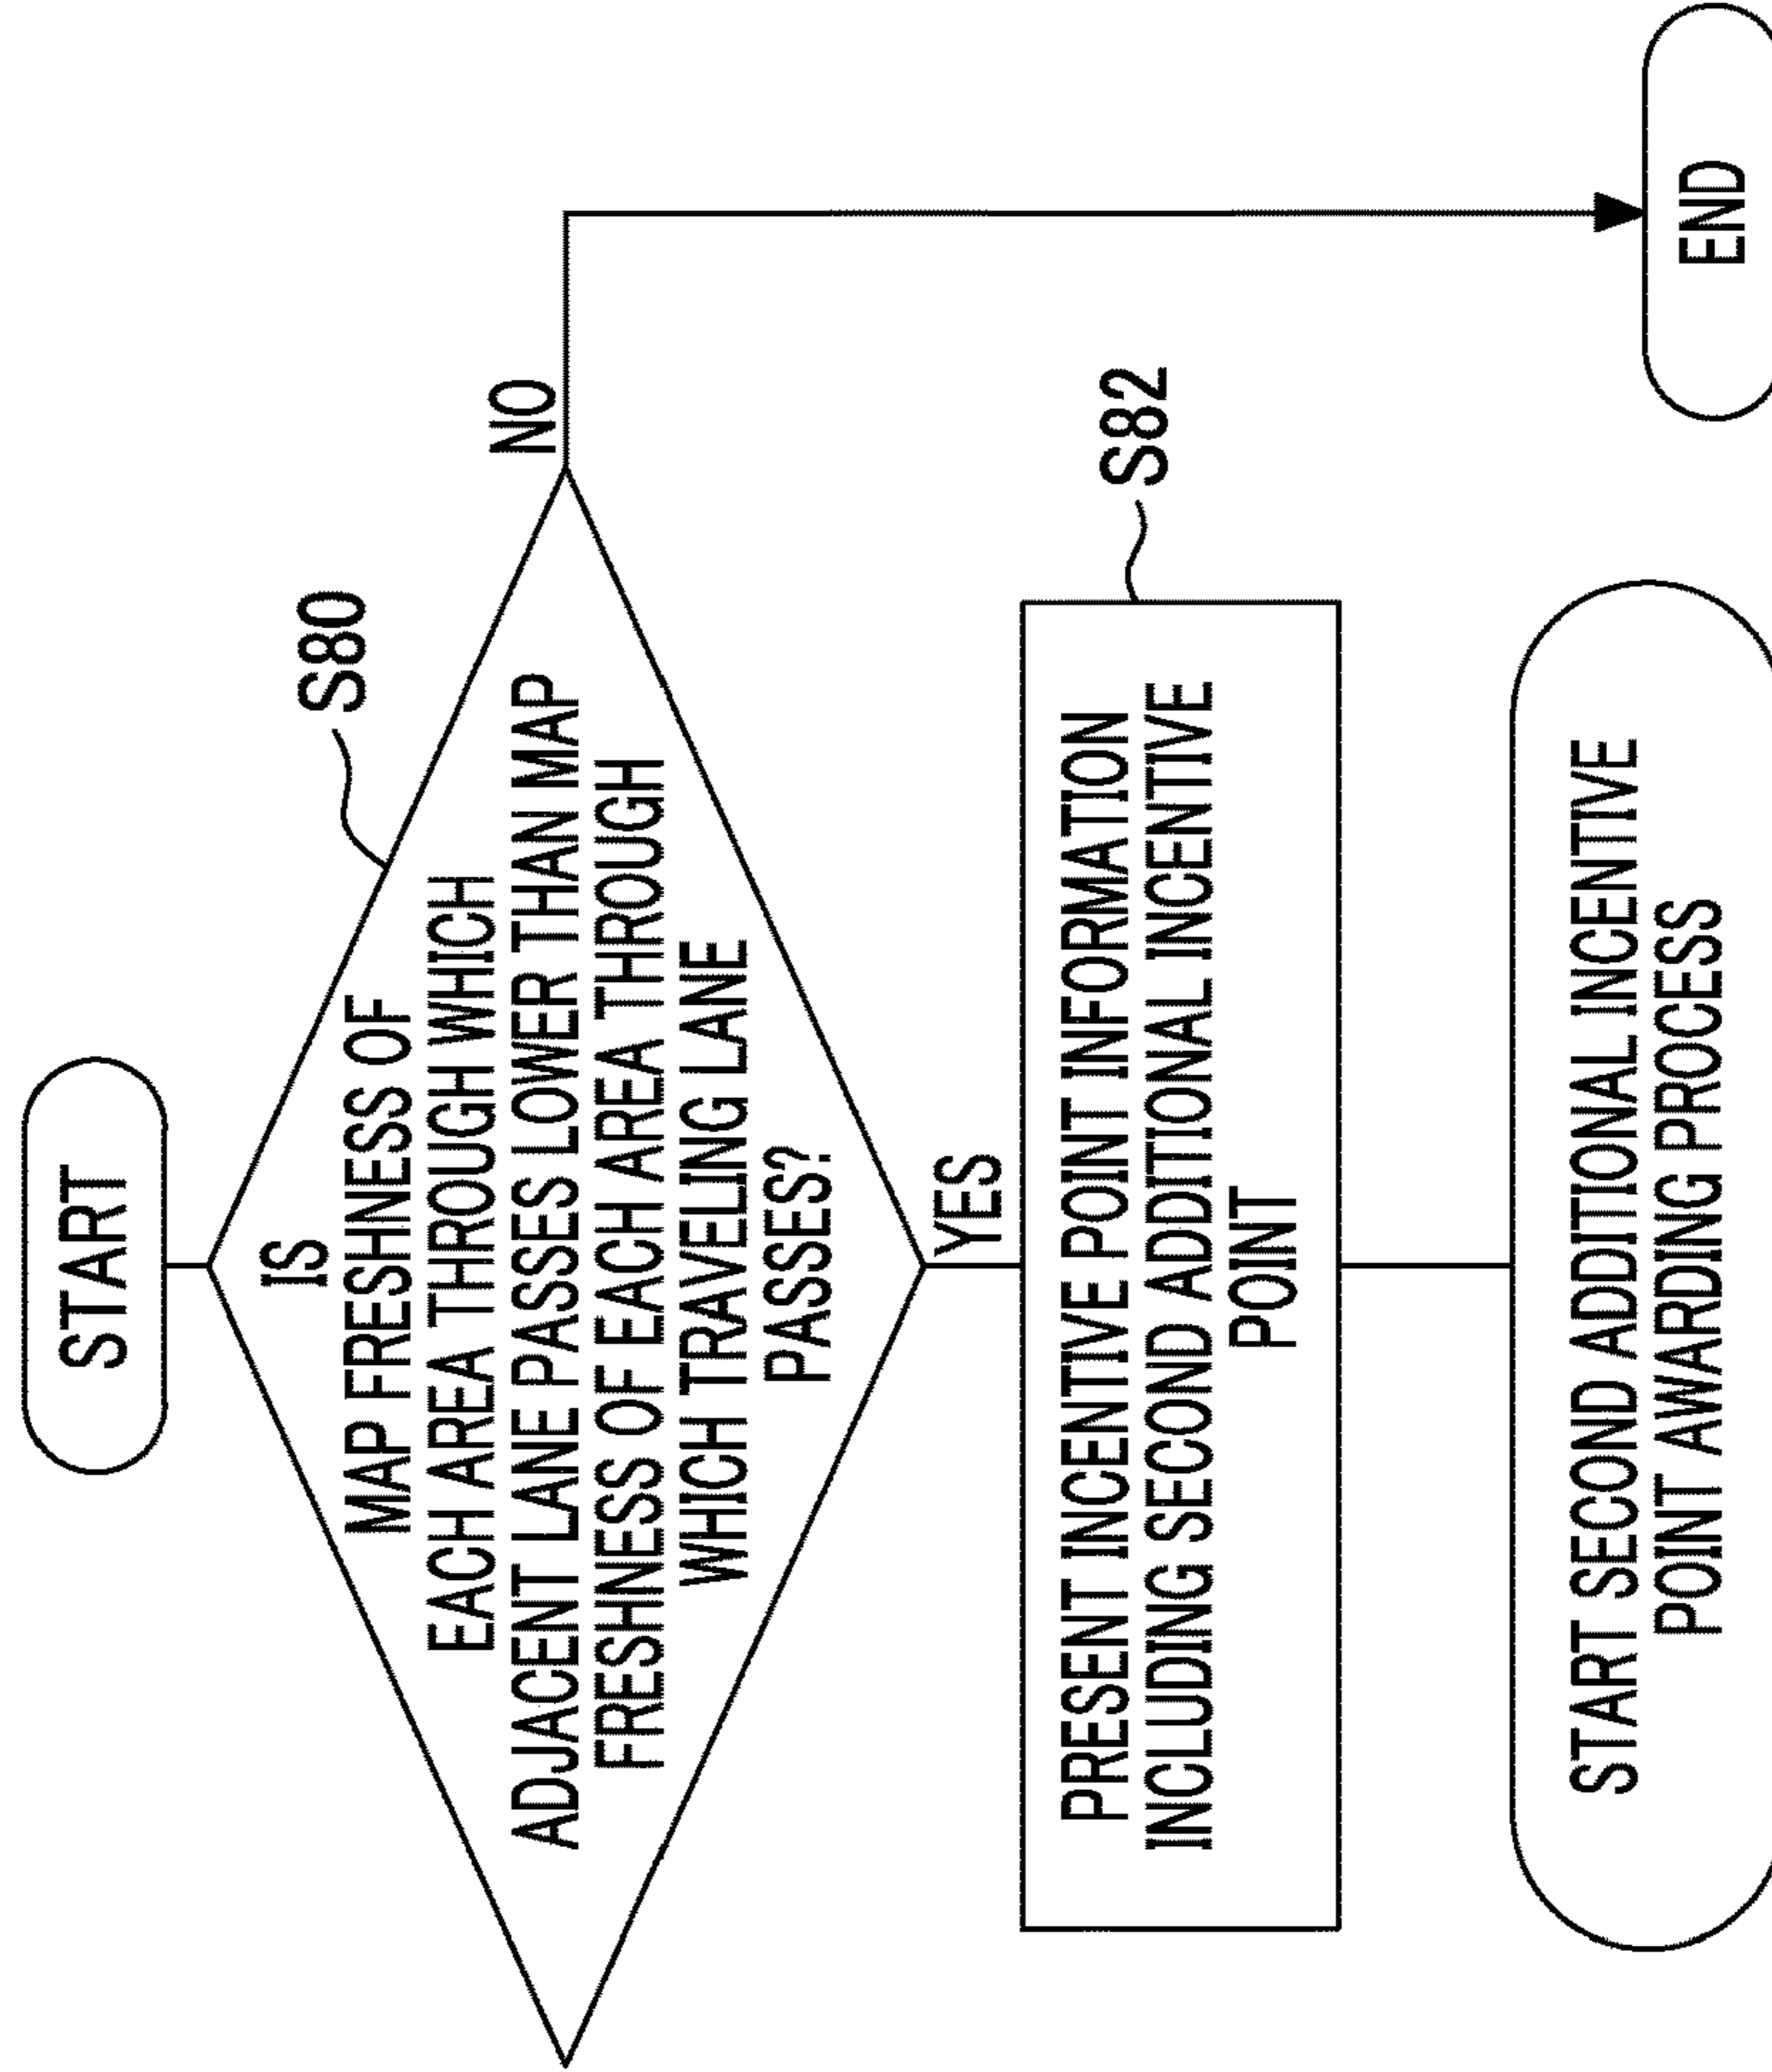 START
S80
IS
MAP FRESHNESS OF
EACH AREA THROUGH WHICH
ADJACENT LANE PASSES LOWER THAN MAP
FRESHNESS OF EACH AREA THROUGH
WHICH TRAVELING LANE
PASSES?
NO
YES
S82
PRESENT INCENTIVE POINT INFORMATION
INCLUDING SECOND ADDITIONAL INCENTIVE
POINT
START SECOND ADDITIONAL INCENTIVE
POINT AWARDING PROCESS
END